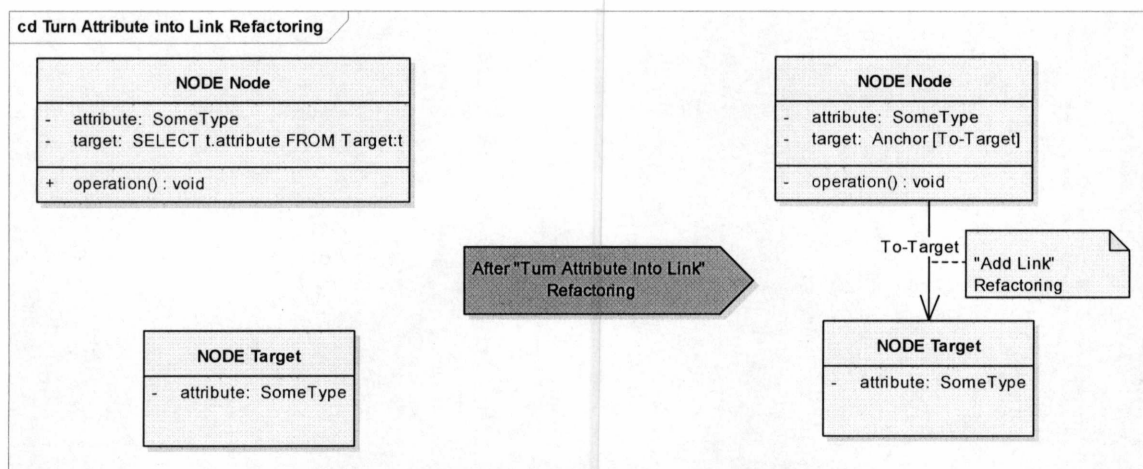 cd Turn Attribute into Link Refactoring
NODE Node
- attribute: SomeType
- target: SELECT t.attribute FROM Target:t
+ operation() : void
NODE Target
- attribute: SomeType
After "Turn Attribute Into Link"
Refactoring
NODE Node
- attribute: SomeType
- target: Anchor [To-Target]
- operation() : void
To-Target
"Add Link"
Refactoring
NODE Target
- attribute: SomeType